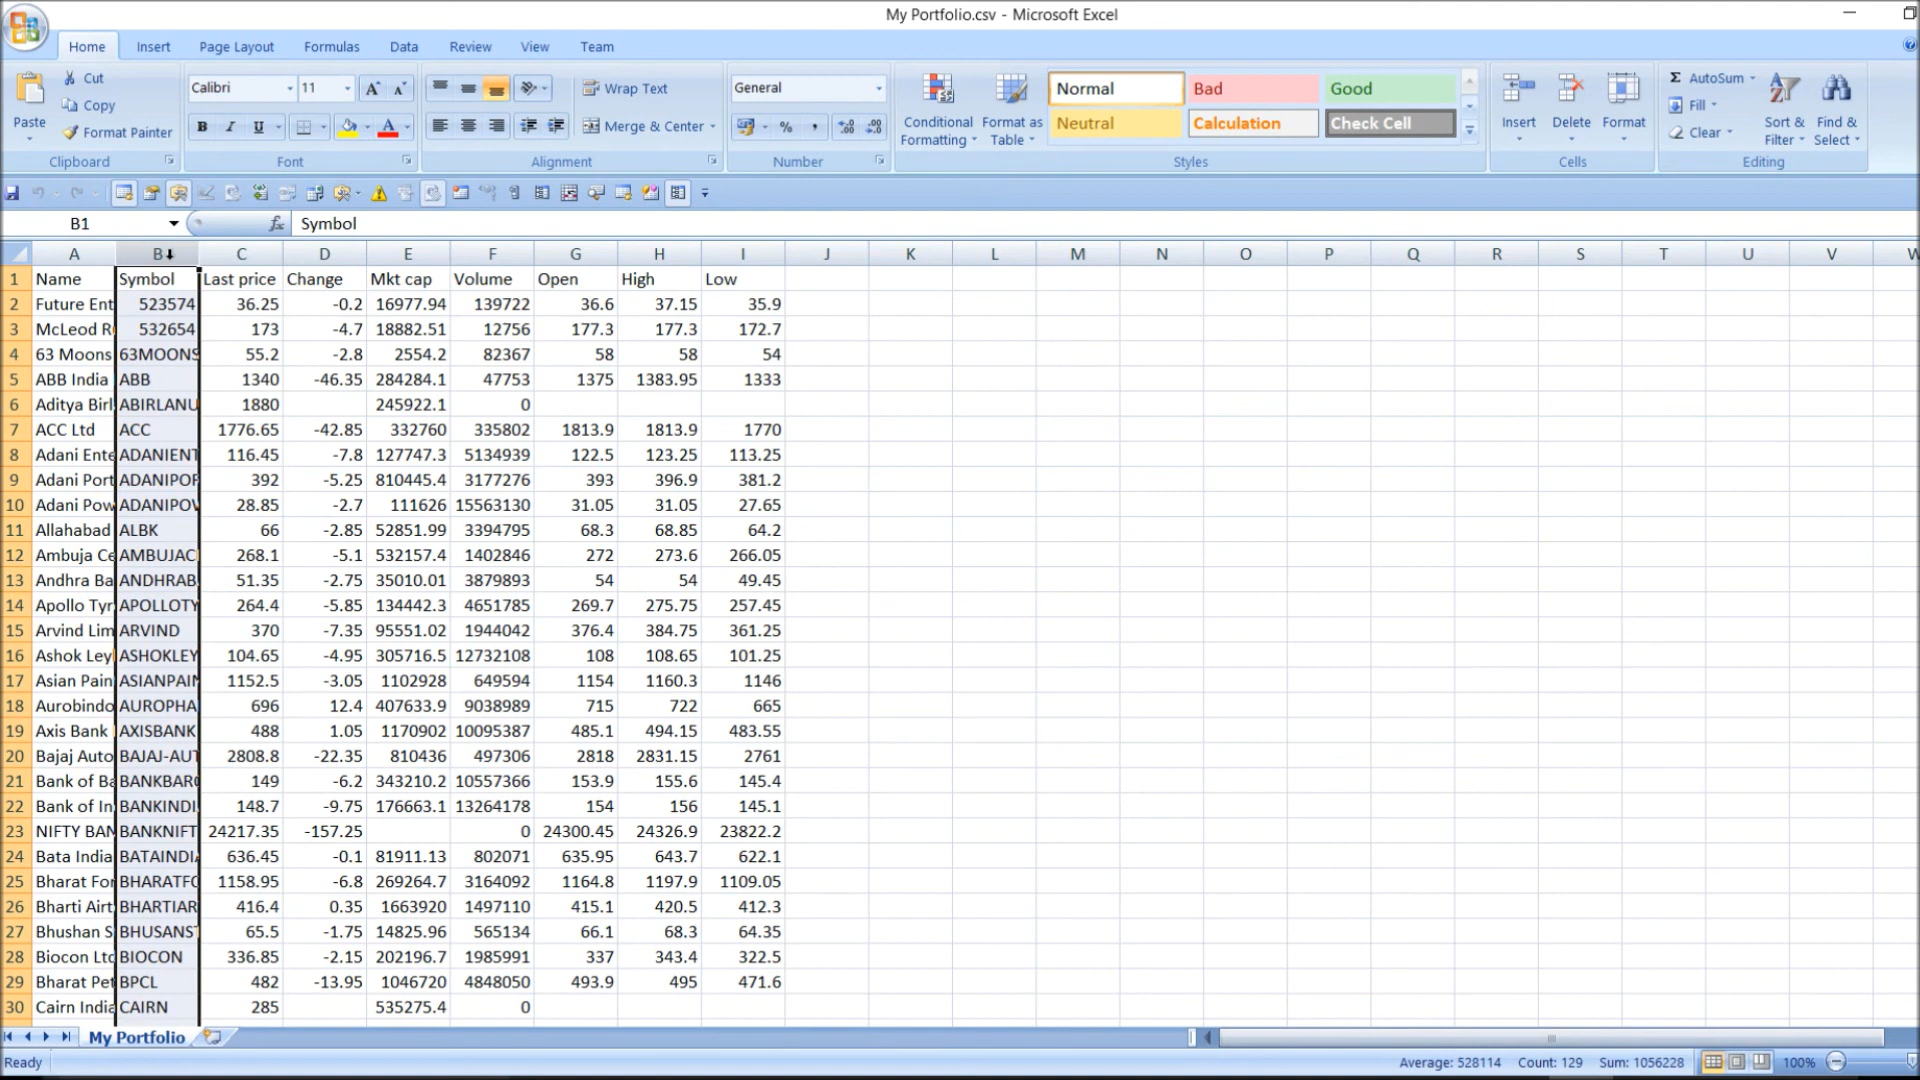 My Portfolio.csv - Microsoft Excel
Home Insert Page Layout Formulas Data Review View Team
Paste Cut Copy Format Painter Clipboard
Calibri 11 A A B I U A Font
Wrap Text Merge & Center Alignment
General % , Number
Conditional Formatting Format as Table Normal Bad Good Neutral Calculation Check Cell Styles
Insert Delete Format Cells
Σ AutoSum Fill Clear Sort & Filter Find & Select Editing
B1 fx Symbol
A B C D E F G H I J K L M N O P Q R S T U V W
1 Name Symbol Last price Change Mkt cap Volume Open High Low
2 Future Ent 523574 36.25 -0.2 16977.94 139722 36.6 37.15 35.9
3 McLeod R 532654 173 -4.7 18882.51 12756 177.3 177.3 172.7
4 63 Moons 63MOONS 55.2 -2.8 2554.2 82367 58 58 54
5 ABB India ABB 1340 -46.35 284284.1 47753 1375 1383.95 1333
6 Aditya Birl ABIRLANU 1880 245922.1 0
7 ACC Ltd ACC 1776.65 -42.85 332760 335802 1813.9 1813.9 1770
8 Adani Ente ADANIENT 116.45 -7.8 127747.3 5134939 122.5 123.25 113.25
9 Adani Port ADANIPOR 392 -5.25 810445.4 3177276 393 396.9 381.2
10 Adani Pow ADANIPOW 28.85 -2.7 111626 15563130 31.05 31.05 27.65
11 Allahabad ALBK 66 -2.85 52851.99 3394795 68.3 68.85 64.2
12 Ambuja Ce AMBUJACE 268.1 -5.1 532157.4 1402846 272 273.6 266.05
13 Andhra Ba ANDHRAB 51.35 -2.75 35010.01 3879893 54 54 49.45
14 Apollo Tyr APOLLOTY 264.4 -5.85 134442.3 4651785 269.7 275.75 257.45
15 Arvind Lim ARVIND 370 -7.35 95551.02 1944042 376.4 384.75 361.25
16 Ashok Ley ASHOKLEY 104.65 -4.95 305716.5 12732108 108 108.65 101.25
17 Asian Pain ASIANPAIN 1152.5 -3.05 1102928 649594 1154 1160.3 1146
18 Aurobindo AUROPHA 696 12.4 407633.9 9038989 715 722 665
19 Axis Bank AXISBANK 488 1.05 1170902 10095387 485.1 494.15 483.55
20 Bajaj Auto BAJAJ-AUT 2808.8 -22.35 810436 497306 2818 2831.15 2761
21 Bank of Ba BANKBARO 149 -6.2 343210.2 10557366 153.9 155.6 145.4
22 Bank of In BANKINDI 148.7 -9.75 176663.1 13264178 154 156 145.1
23 NIFTY BAN BANKNIFT 24217.35 -157.25 0 24300.45 24326.9 23822.2
24 Bata India BATAINDIA 636.45 -0.1 81911.13 802071 635.95 643.7 622.1
25 Bharat For BHARATFO 1158.95 -6.8 269264.7 3164092 1164.8 1197.9 1109.05
26 Bharti Airt BHARTIAR 416.4 0.35 1663920 1497110 415.1 420.5 412.3
27 Bhushan S BHUSANST 65.5 -1.75 14825.96 565134 66.1 68.3 64.35
28 Biocon Ltd BIOCON 336.85 -2.15 202196.7 1985991 337 343.4 322.5
29 Bharat Pet BPCL 482 -13.95 1046720 4848050 493.9 495 471.6
30 Cairn India CAIRN 285 535275.4 0
My Portfolio
Ready Average: 528114 Count: 129 Sum: 1056228 100%